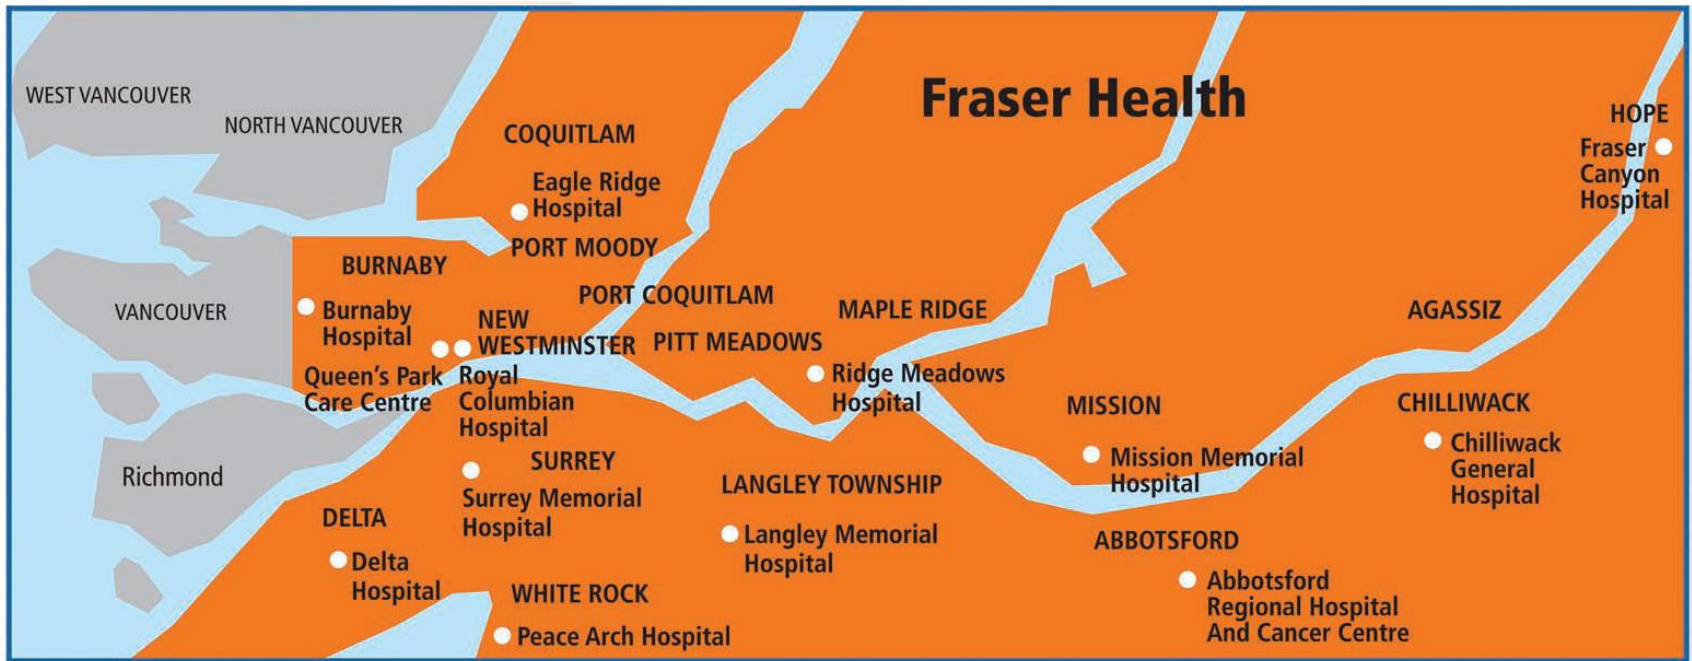 Fraser Health
WEST VANCOUVER
NORTH VANCOUVER
COQUITLAM
HOPE
Fraser
Canyon
Hospital
Eagle Ridge
Hospital
PORT MOODY
BURNABY
Burnaby
Hospital
VANCOUVER
PORT COQUITLAM
NEW
WESTMINSTER
PITT MEADOWS
MAPLE RIDGE
AGASSIZ
Queen's Park
Care Centre
Royal
Columbian
Hospital
Ridge Meadows
Hospital
MISSION
Mission Memorial
Hospital
CHILLIWACK
Chilliwack
General
Hospital
Richmond
SURREY
Surrey Memorial
Hospital
LANGLEY TOWNSHIP
Langley Memorial
Hospital
DELTA
Delta
Hospital
ABBOTSFORD
Abbotsford
Regional Hospital
And Cancer Centre
WHITE ROCK
Peace Arch Hospital